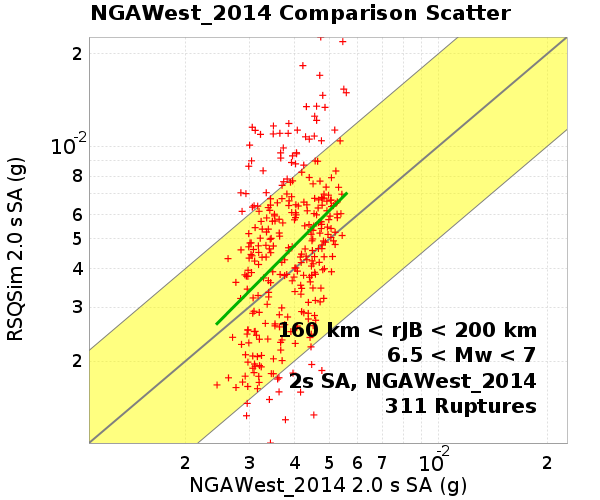 NGAWest_2014 Comparison Scatter
2
10-2
8
6
5
4
3
2
RSQSim 2.0 s SA (g)
160 km < rJB < 200 km
6.5 < Mw < 7
2s SA, NGAWest_2014
311 Ruptures
2 3 4 5 6 7 10-2 2
NGAWest_2014 2.0 s SA (g)